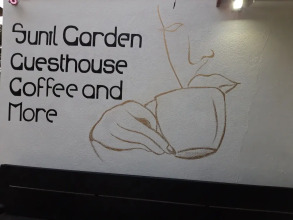 Sunil Garden
Guesthouse
Coffee and
More